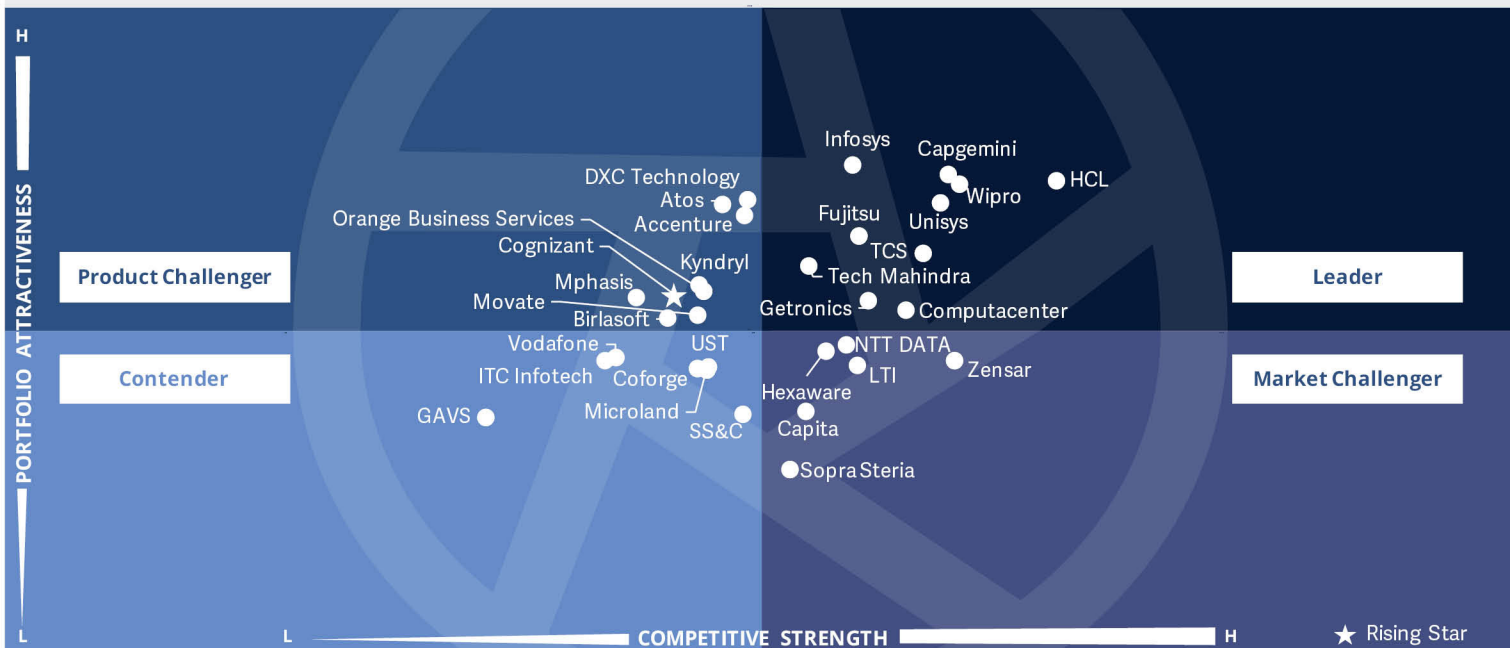 H
PORTFOLIO ATTRACTIVENESS
L
Product Challenger
Leader
Contender
Market Challenger
Infosys
Capgemini
HCL
Wipro
Unisys
Fujitsu
TCS
Tech Mahindra
Getronics
Computacenter
DXC Technology
Atos
Accenture
Orange Business Services
Cognizant
Kyndryl
Mphasis
Movate
Birlasoft
Vodafone
UST
ITC Infotech
Coforge
Microland
GAVS
SS&C
NTT DATA
LTI
Zensar
Hexaware
Capita
Sopra Steria
L
COMPETITIVE STRENGTH
H
Rising Star